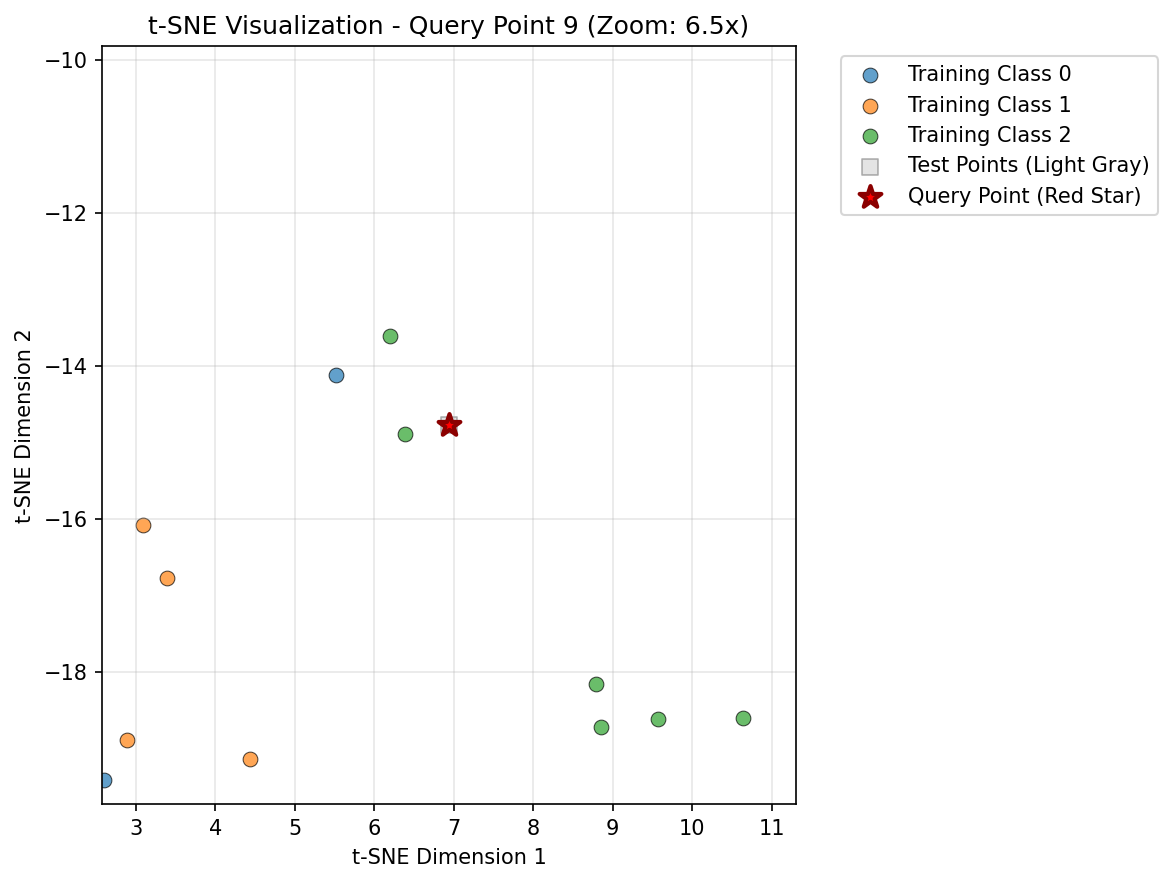 t-SNE Visualization - Query Point 9 (Zoom: 6.5x)
Training Class 0
Training Class 1
Training Class 2
Test Points (Light Gray)
Query Point (Red Star)
t-SNE Dimension 2
−10
−12
−14
−16
−18
3 4 5 6 7 8 9 10 11
t-SNE Dimension 1